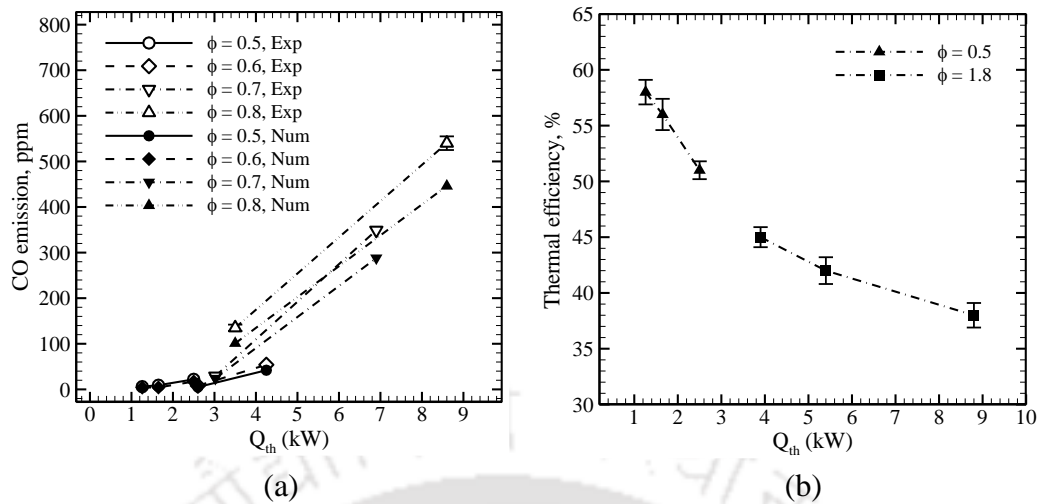 CO emission, ppm
800
700
600
500
400
300
200
100
0
ϕ = 0.5, Exp
ϕ = 0.6, Exp
ϕ = 0.7, Exp
ϕ = 0.8, Exp
ϕ = 0.5, Num
ϕ = 0.6, Num
ϕ = 0.7, Num
ϕ = 0.8, Num
0 1 2 3 4 5 6 7 8 9
Q_th (kW)
(a)
Thermal efficiency, %
65
60
55
50
45
40
35
30
ϕ = 0.5
ϕ = 1.8
1 2 3 4 5 6 7 8 9 10
Q_th (kW)
(b)